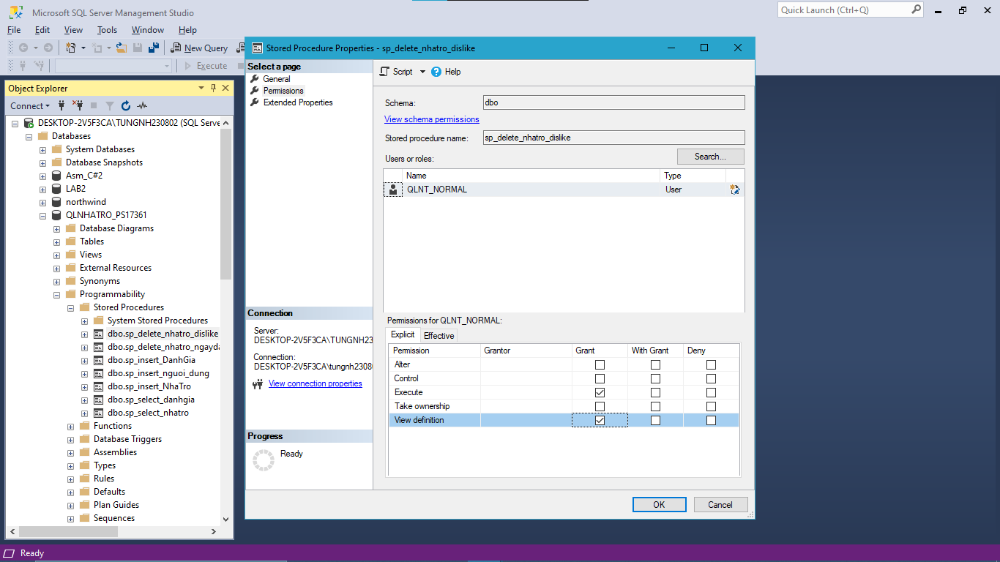 Microsoft SQL Server Management Studio
Quick Launch (Ctrl+Q)
File Edit View Tools Window Help
New Query
Execute
Object Explorer
Connect
DESKTOP-2V5F3CA\TUNGNH230802 (SQL Serve
Databases
System Databases
Database Snapshots
Asm_C#2
LAB2
northwind
QLNHATRO_PS17361
Database Diagrams
Tables
Views
External Resources
Synonyms
Programmability
Stored Procedures
System Stored Procedures
dbo.sp_delete_nhatro_dislike
dbo.sp_delete_nhatro_ngayda
dbo.sp_insert_DanhGia
dbo.sp_insert_nguoi_dung
dbo.sp_insert_NhaTro
dbo.sp_select_danhgia
dbo.sp_select_nhatro
Functions
Database Triggers
Assemblies
Types
Rules
Defaults
Plan Guides
Sequences
Stored Procedure Properties - sp_delete_nhatro_dislike
Select a page
General
Permissions
Extended Properties
Connection
Server:
DESKTOP-2V5F3CA\TUNGNH23
Connection:
DESKTOP-2V5F3CA\tungnh2308
View connection properties
Progress
Ready
Script Help
Schema: dbo
View schema permissions
Stored procedure name: sp_delete_nhatro_dislike
Users or roles: Search...
Name Type
QLNT_NORMAL User
Permissions for QLNT_NORMAL:
Explicit Effective
Permission Grantor Grant With Grant Deny
Alter
Control
Execute
Take ownership
View definition
OK Cancel
Ready